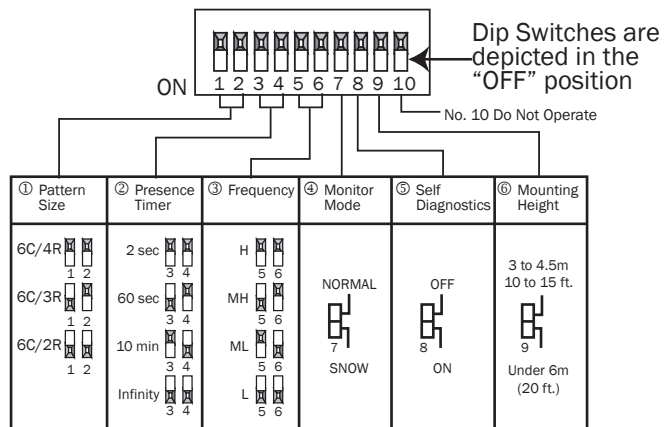 Dip Switches are
depicted in the
“OFF” position
ON
1 2 3 4 5 6 7 8 9 10
No. 10 Do Not Operate
① Pattern
Size
② Presence
Timer
③ Frequency
④ Monitor
Mode
⑤ Self
Diagnostics
⑥ Mounting
Height
6C/4R
1 2
6C/3R
1 2
6C/2R
1 2
2 sec
3 4
60 sec
3 4
10 min
3 4
Infinity
3 4
H
5 6
MH
5 6
ML
5 6
L
5 6
NORMAL
7
SNOW
OFF
8
ON
3 to 4.5m
10 to 15 ft.
9
Under 6m
(20 ft.)